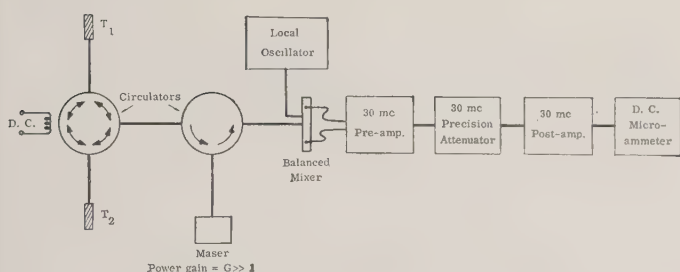 T1
Local
Oscillator
Circulators
D. C.
30 mc
Pre-amp.
30 mc
Precision
Attenuator
30 mc
Post-amp.
D. C.
Micro-
ammeter
Balanced
Mixer
T2
Maser
Power gain = G>> 1